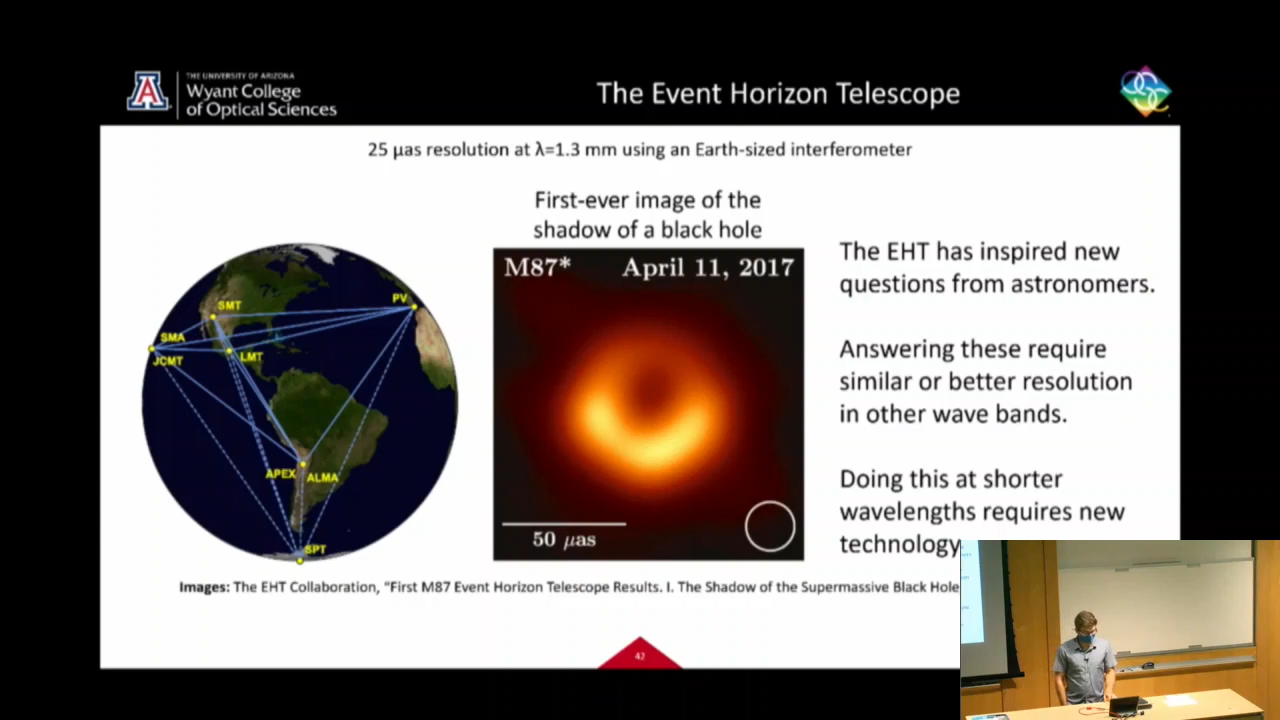 THE UNIVERSITY OF ARIZONA
Wyant College
of Optical Sciences
The Event Horizon Telescope
25 µas resolution at λ=1.3 mm using an Earth-sized interferometer
First-ever image of the
shadow of a black hole
M87* April 11, 2017
50 µas
SMT
PV
SMA
JCMT
LMT
APEX
ALMA
SPT
The EHT has inspired new
questions from astronomers.
Answering these require
similar or better resolution
in other wave bands.
Doing this at shorter
wavelengths requires new
technology
Images: The EHT Collaboration, “First M87 Event Horizon Telescope Results. I. The Shadow of the Supermassive Black Hole
42